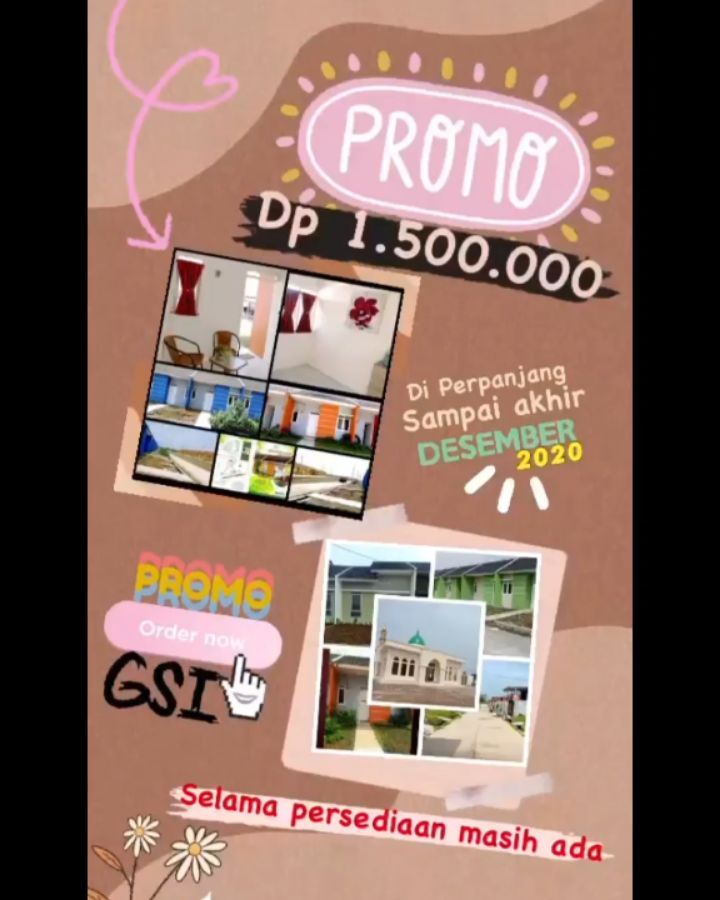 PROMO
Dp 1.500.000
Di Perpanjang
Sampai akhir
DESEMBER
2020
PROMO
Order now
GSI
Selama persediaan masih ada